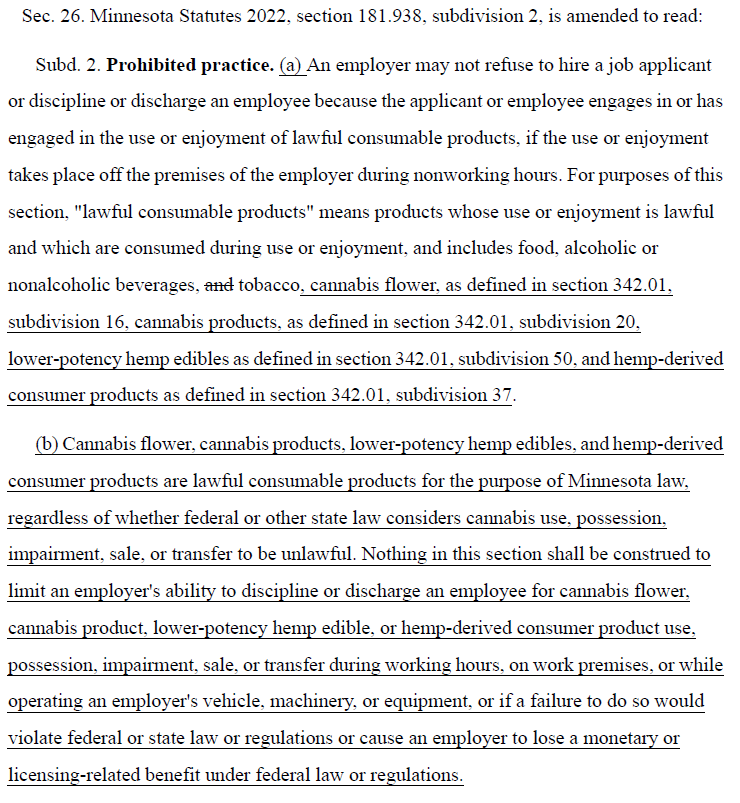 Sec. 26. Minnesota Statutes 2022, section 181.938, subdivision 2, is amended to read:
Subd. 2. Prohibited practice. (a) An employer may not refuse to hire a job applicant
or discipline or discharge an employee because the applicant or employee engages in or has
engaged in the use or enjoyment of lawful consumable products, if the use or enjoyment
takes place off the premises of the employer during nonworking hours. For purposes of this
section, "lawful consumable products" means products whose use or enjoyment is lawful
and which are consumed during use or enjoyment, and includes food, alcoholic or
nonalcoholic beverages, and tobacco, cannabis flower, as defined in section 342.01,
subdivision 16, cannabis products, as defined in section 342.01, subdivision 20,
lower-potency hemp edibles as defined in section 342.01, subdivision 50, and hemp-derived
consumer products as defined in section 342.01, subdivision 37.
(b) Cannabis flower, cannabis products, lower-potency hemp edibles, and hemp-derived
consumer products are lawful consumable products for the purpose of Minnesota law,
regardless of whether federal or other state law considers cannabis use, possession,
impairment, sale, or transfer to be unlawful. Nothing in this section shall be construed to
limit an employer's ability to discipline or discharge an employee for cannabis flower,
cannabis product, lower-potency hemp edible, or hemp-derived consumer product use,
possession, impairment, sale, or transfer during working hours, on work premises, or while
operating an employer's vehicle, machinery, or equipment, or if a failure to do so would
violate federal or state law or regulations or cause an employer to lose a monetary or
licensing-related benefit under federal law or regulations.